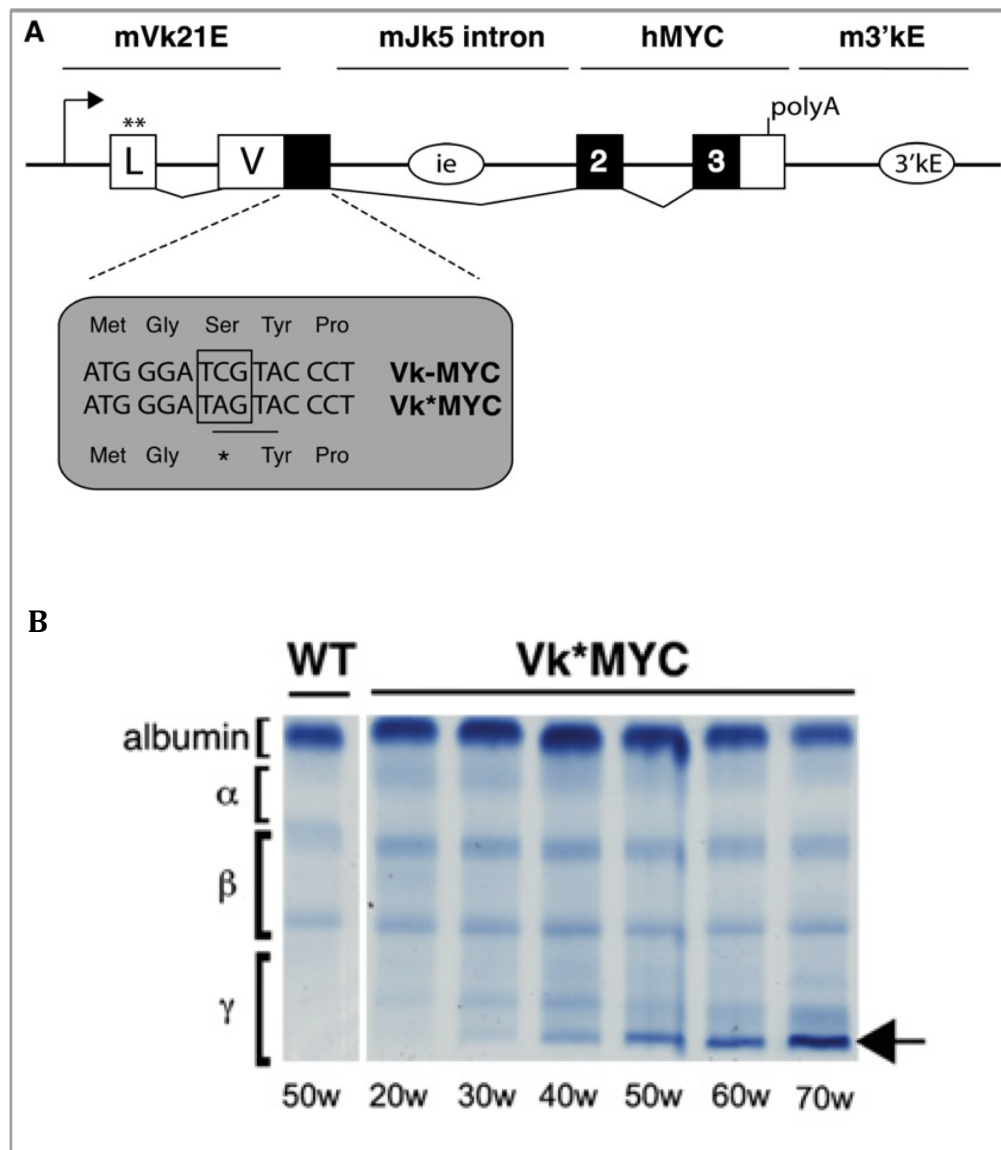 A
mVk21E mJk5 intron hMYC m3'kE
polyA
**
L V ie 2 3 3'kE
Met Gly Ser Tyr Pro
ATG GGA TCG TAC CCT Vk-MYC
ATG GGA TAG TAC CCT Vk*MYC
Met Gly * Tyr Pro
B
WT Vk*MYC
albumin
α
β
γ
50w 20w 30w 40w 50w 60w 70w